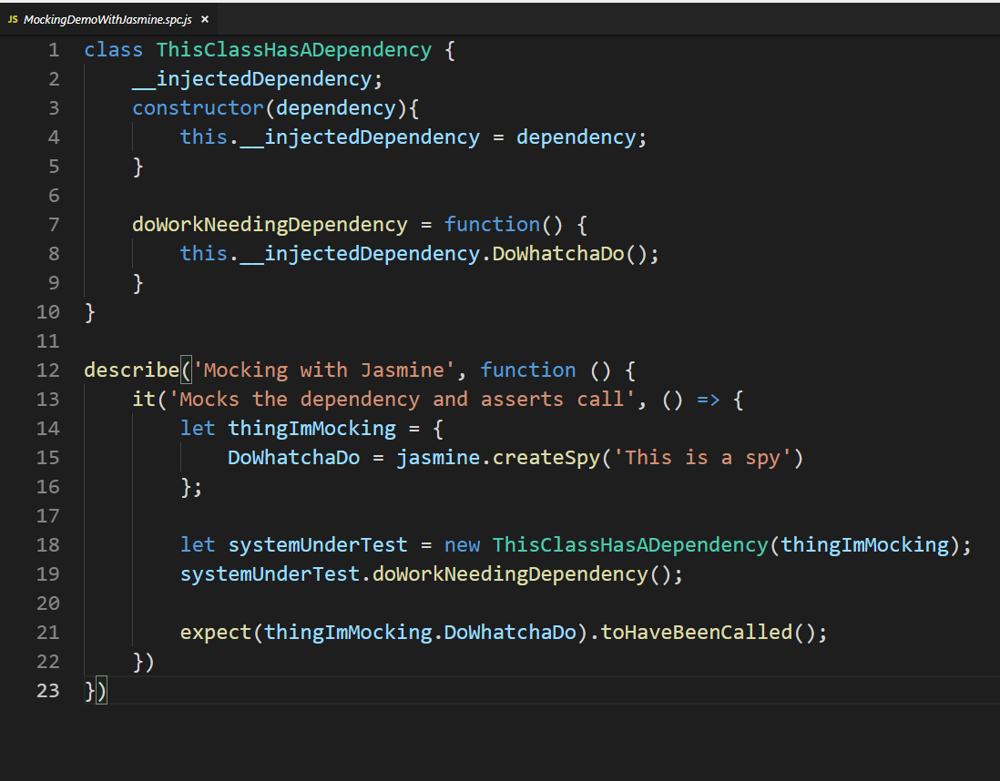 JS MockingDemoWithJasmine.spc.js ×
1 class ThisClassHasADependency {
2     __injectedDependency;
3     constructor(dependency){
4         this.__injectedDependency = dependency;
5     }
6
7     doWorkNeedingDependency = function() {
8         this.__injectedDependency.DoWhatchaDo();
9     }
10 }
11
12 describe('Mocking with Jasmine', function () {
13     it('Mocks the dependency and asserts call', () => {
14         let thingImMocking = {
15             DoWhatchaDo = jasmine.createSpy('This is a spy')
16         };
17
18         let systemUnderTest = new ThisClassHasADependency(thingImMocking);
19         systemUnderTest.doWorkNeedingDependency();
20
21         expect(thingImMocking.DoWhatchaDo).toHaveBeenCalled();
22     })
23 })